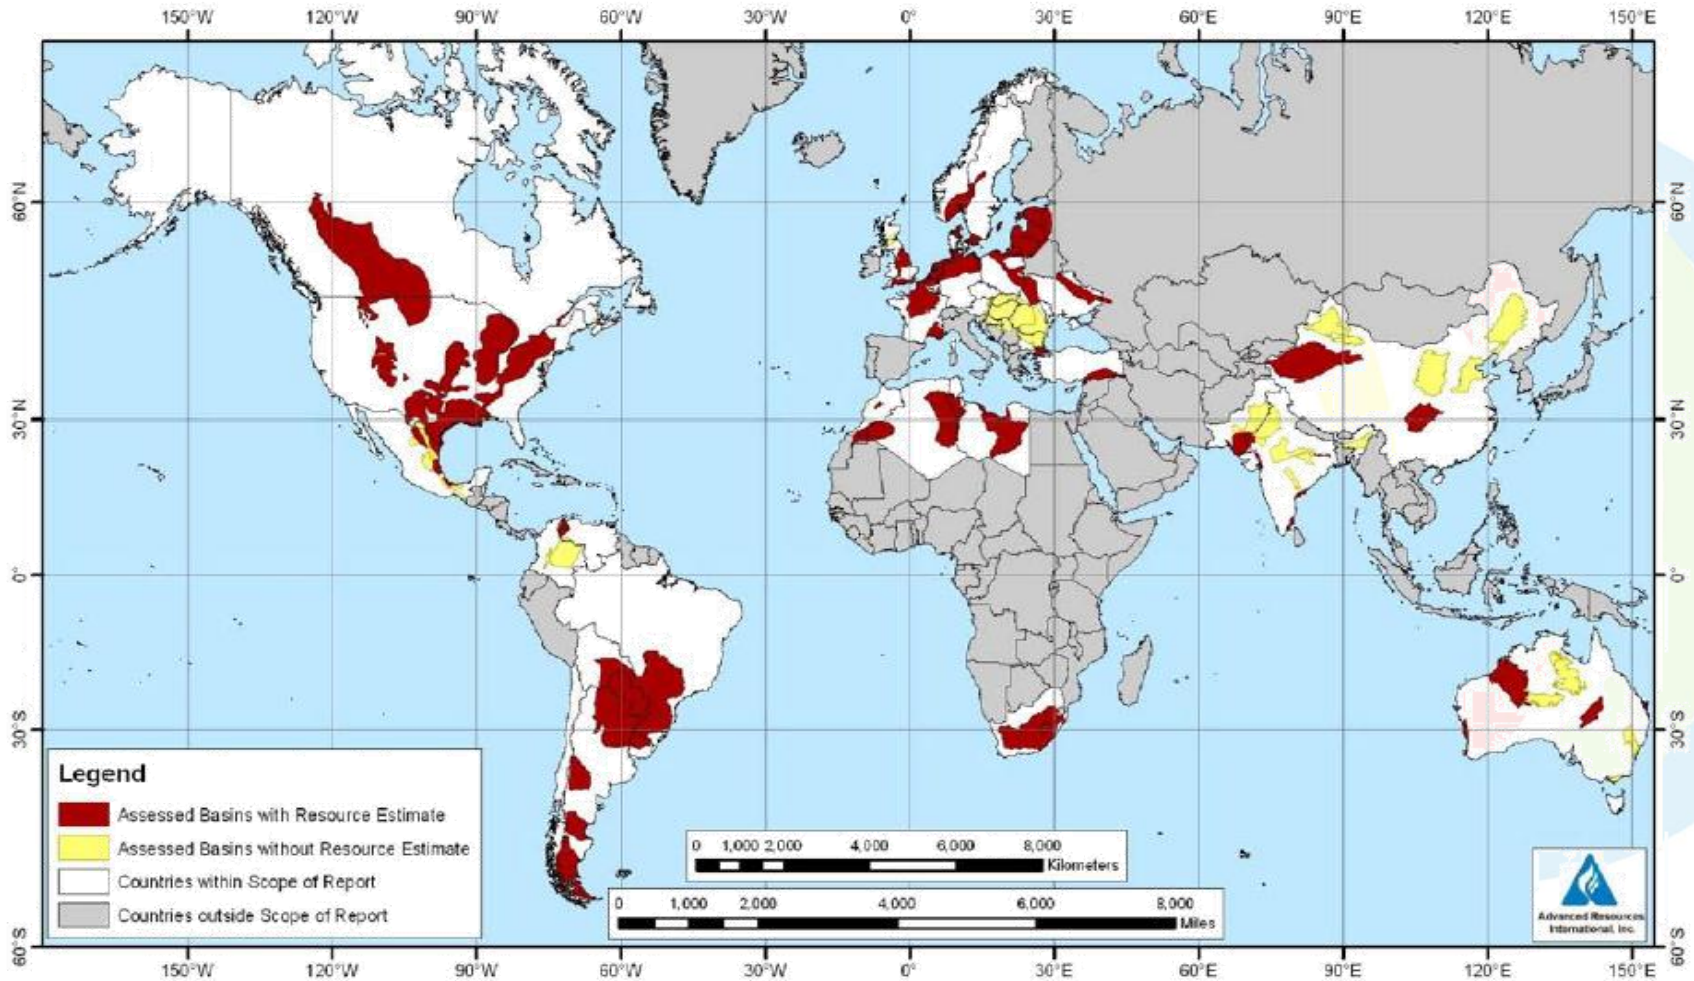 150°W 120°W 90°W 60°W 30°W 0° 30°E 60°E 90°E 120°E 150°E
60°N 60°N
30°N 30°N
0° 0°
30°S 30°S
60°S 60°S
Legend
Assessed Basins with Resource Estimate
Assessed Basins without Resource Estimate
Countries within Scope of Report
Countries outside Scope of Report
0 1,000 2,000 4,000 6,000 8,000
Kilometers
0 1,000 2,000 4,000 6,000 8,000
Miles
Advanced Resources
International, Inc.
150°W 120°W 90°W 60°W 30°W 0° 30°E 60°E 90°E 120°E 150°E